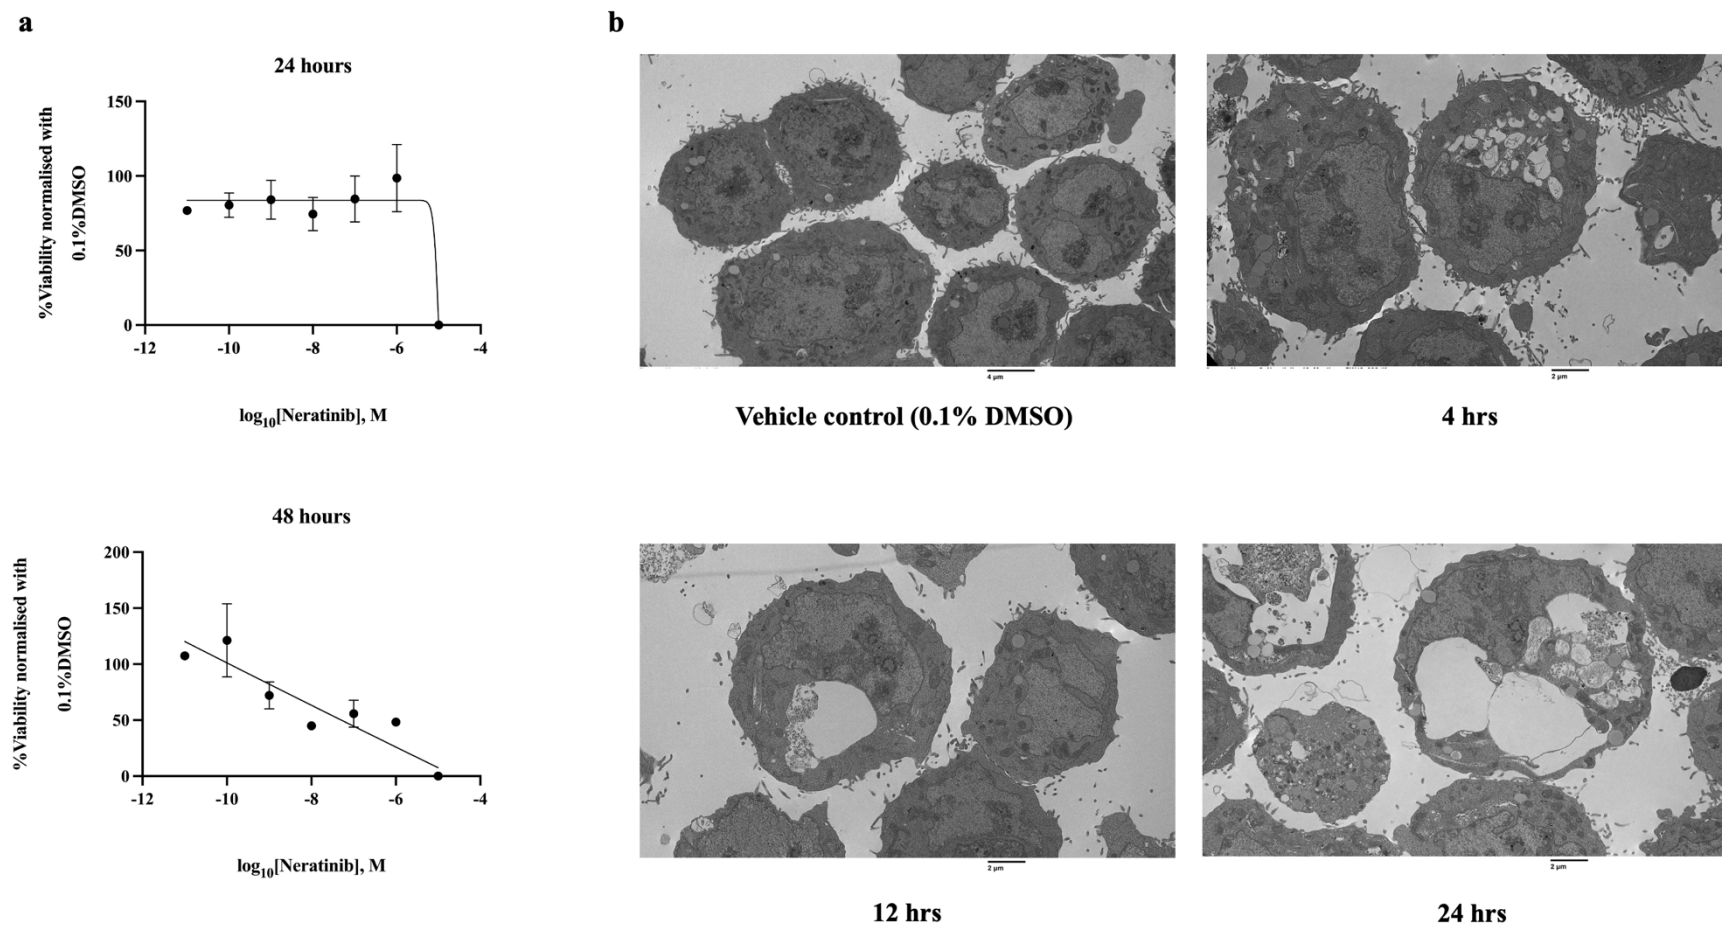 a
24 hours
%Viability normalised with
0.1%DMSO
150
100
50
0
-12 -10 -8 -6 -4
log10[Neratinib], M
48 hours
%Viability normalised with
0.1%DMSO
200
150
100
50
0
-12 -10 -8 -6 -4
log10[Neratinib], M
b
4 µm
Vehicle control (0.1% DMSO)
2 µm
4 hrs
2 µm
12 hrs
2 µm
24 hrs